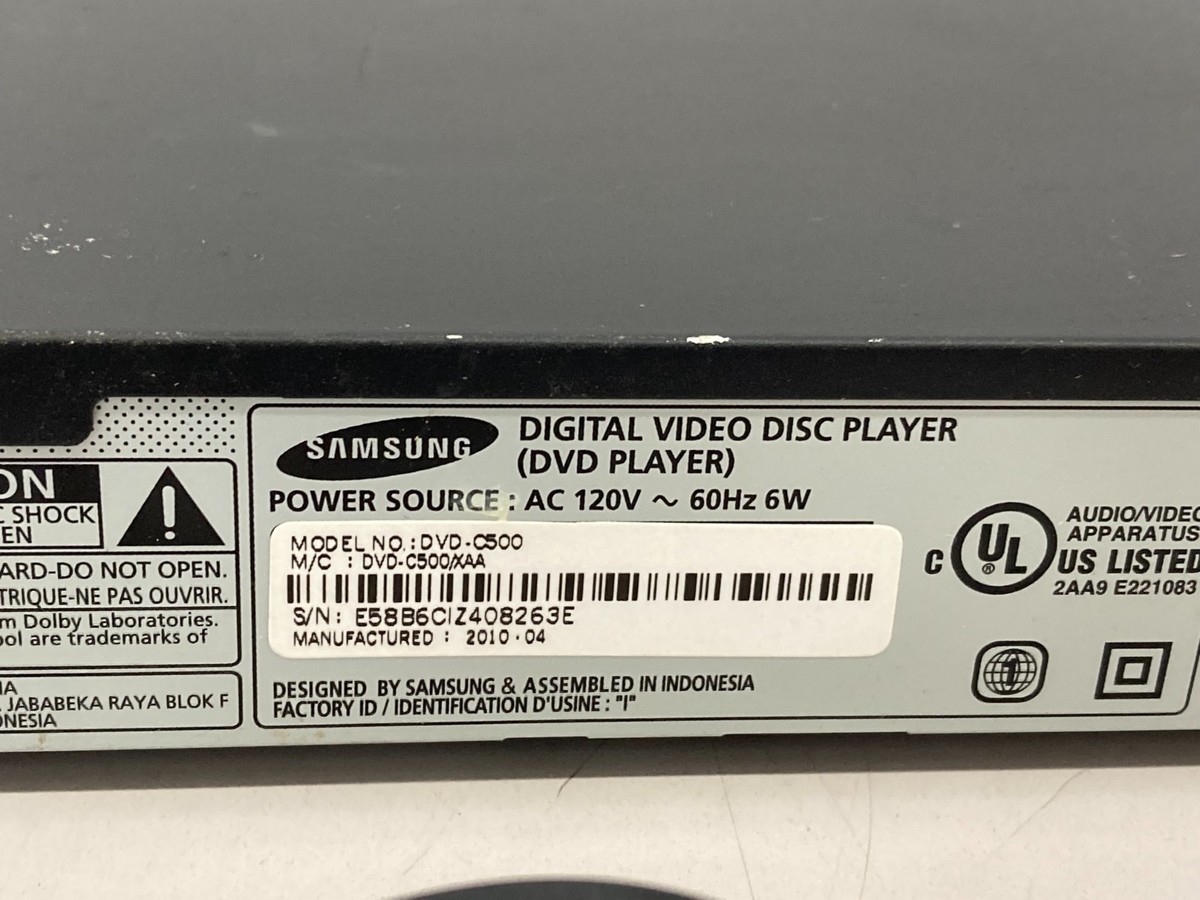 ON
C SHOCK
EN
ARD-DO NOT OPEN.
TRIQUE-NE PAS OUVRIR.
m Dolby Laboratories.
ol are trademarks of
IA
JABABEKA RAYA BLOK F
ONESIA
SAMSUNG
DIGITAL VIDEO DISC PLAYER
(DVD PLAYER)
POWER SOURCE : AC 120V ~ 60Hz 6W
MODEL NO.: DVD-C500
M/C : DVD-C500/XAA
S/N: E58B6CIZ408263E
MANUFACTURED : 2010.04
DESIGNED BY SAMSUNG & ASSEMBLED IN INDONESIA
FACTORY ID / IDENTIFICATION D'USINE : "I"
C UL ® US LISTED
AUDIO/VIDEO
APPARATUS
2AA9 E221083
1